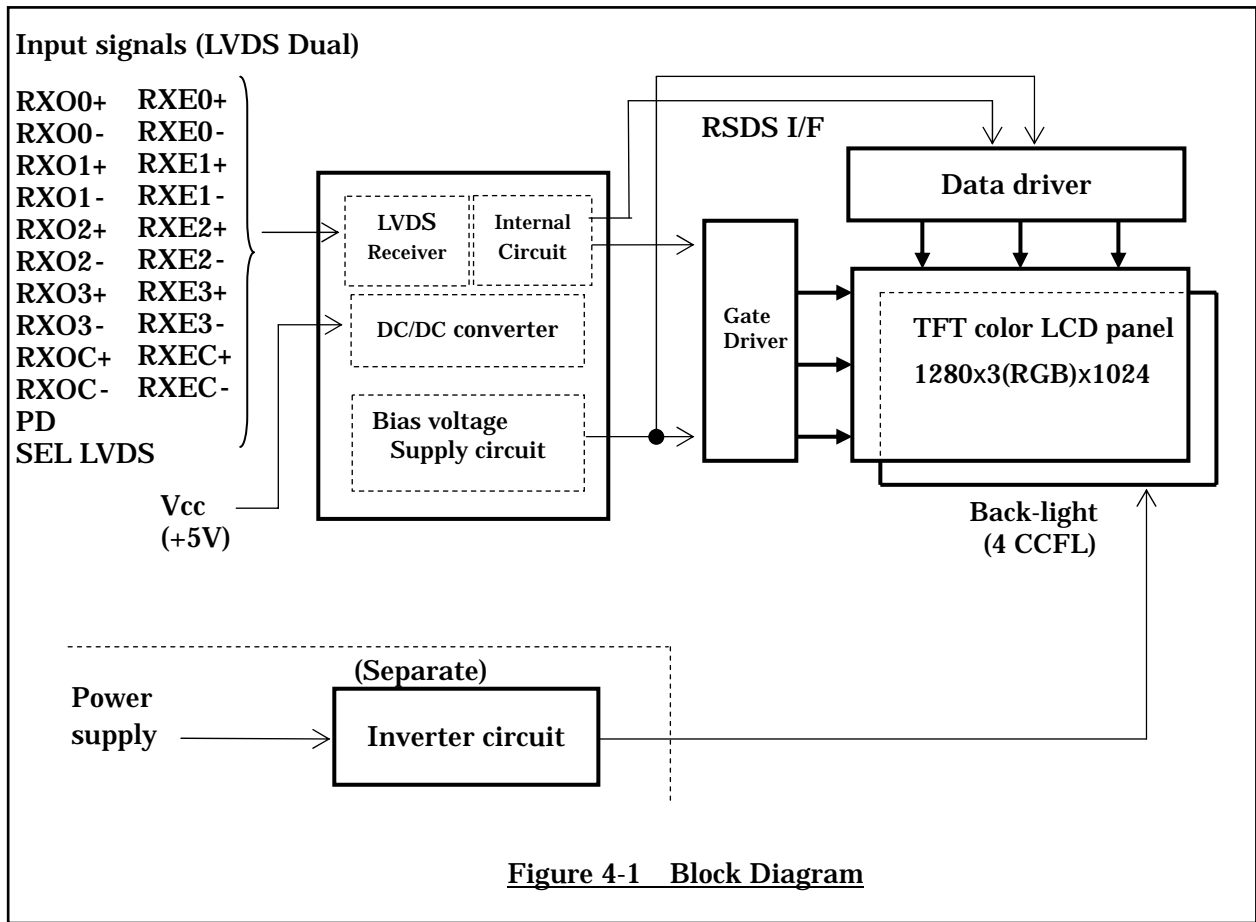 Input signals (LVDS Dual)
RXO0+ RXE0+
RXO0- RXE0-
RXO1+ RXE1+
RXO1- RXE1-
RXO2+ RXE2+
RXO2- RXE2-
RXO3+ RXE3+
RXO3- RXE3-
RXOC+ RXEC+
RXOC- RXEC-
PD
SEL LVDS
Vcc
(+5V)
LVDS
Receiver
Internal
Circuit
DC/DC converter
Bias voltage
Supply circuit
RSDS I/F
Data driver
Gate
Driver
TFT color LCD panel
1280x3(RGB)x1024
Back-light
(4 CCFL)
(Separate)
Power
supply
Inverter circuit
Figure 4-1 Block Diagram